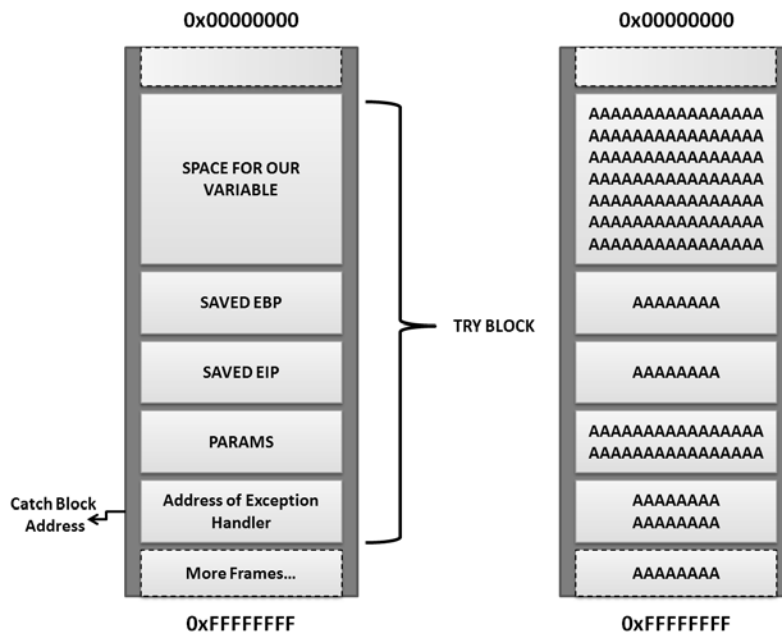 0x00000000
SPACE FOR OUR
VARIABLE
SAVED EBP
SAVED EIP
PARAMS
Address of Exception
Handler
More Frames...
0xFFFFFFFF
Catch Block
Address
TRY BLOCK
0x00000000
AAAAAAAAAAAAAAAA
AAAAAAAAAAAAAAAA
AAAAAAAAAAAAAAAA
AAAAAAAAAAAAAAAA
AAAAAAAAAAAAAAAA
AAAAAAAAAAAAAAAA
AAAAAAAAAAAAAAAA
AAAAAAAA
AAAAAAAA
AAAAAAAAAAAAAAAA
AAAAAAAAAAAAAAAA
AAAAAAAA
AAAAAAAA
AAAAAAAA
0xFFFFFFFF